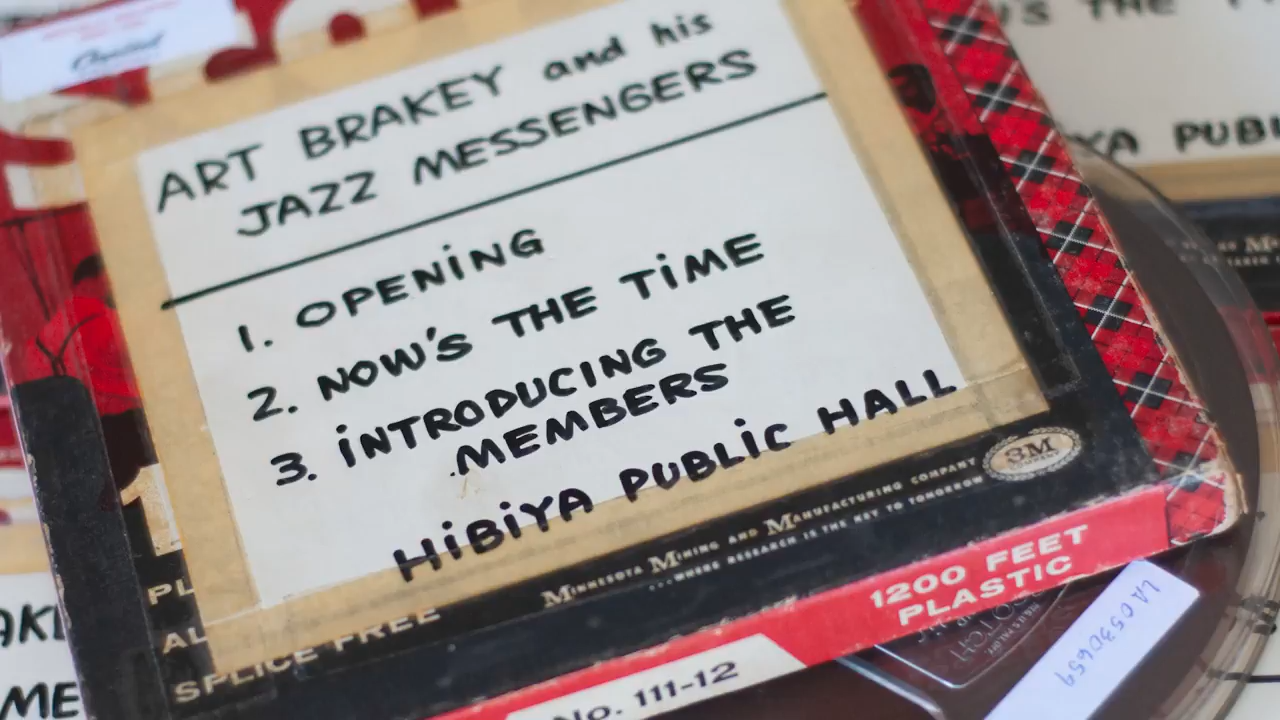 ART BRAKEY and his
JAZZ MESSENGERS
1. OPENING
2. NOW'S THE TIME
3. INTRODUCING THE
MEMBERS
HIBIYA PUBLIC HALL
MINNESOTA MINING AND MANUFACTURING COMPANY
...WHERE RESEARCH IS THE KEY TO TOMORROW
3M
COMPANY
1200 FEET
PLASTIC
SPLICE FREE
No. 111-12
LA0530659